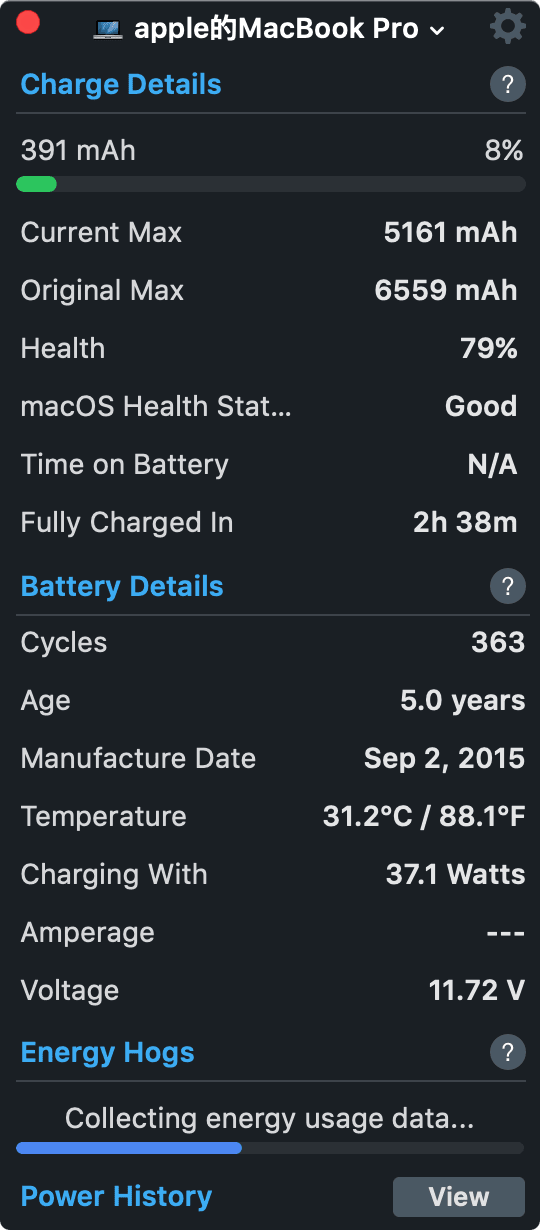 apple的MacBook Pro
Charge Details ?
391 mAh 8%
Current Max 5161 mAh
Original Max 6559 mAh
Health 79%
macOS Health Stat... Good
Time on Battery N/A
Fully Charged In 2h 38m
Battery Details ?
Cycles 363
Age 5.0 years
Manufacture Date Sep 2, 2015
Temperature 31.2°C / 88.1°F
Charging With 37.1 Watts
Amperage ---
Voltage 11.72 V
Energy Hogs ?
Collecting energy usage data...
Power History View